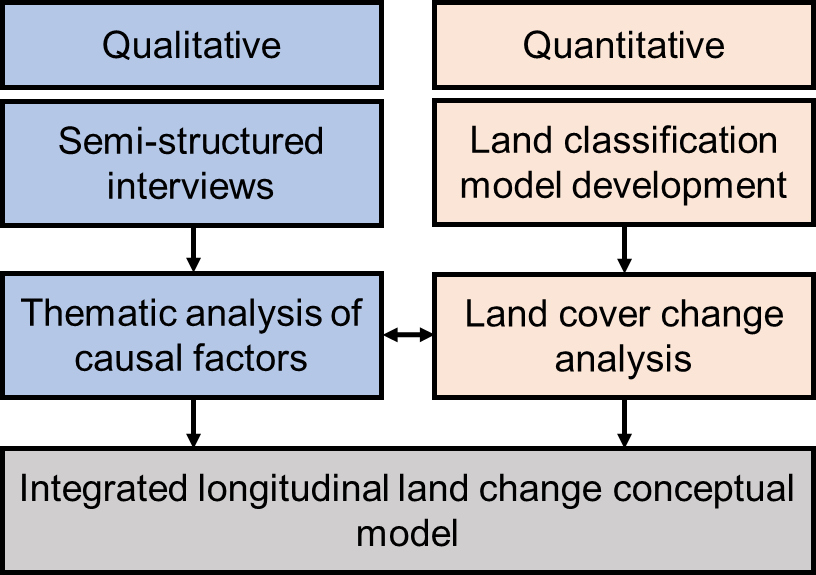 Qualitative
Quantitative
Semi-structured
interviews
Land classification
model development
Thematic analysis of
causal factors
Land cover change
analysis
Integrated longitudinal land change conceptual
model